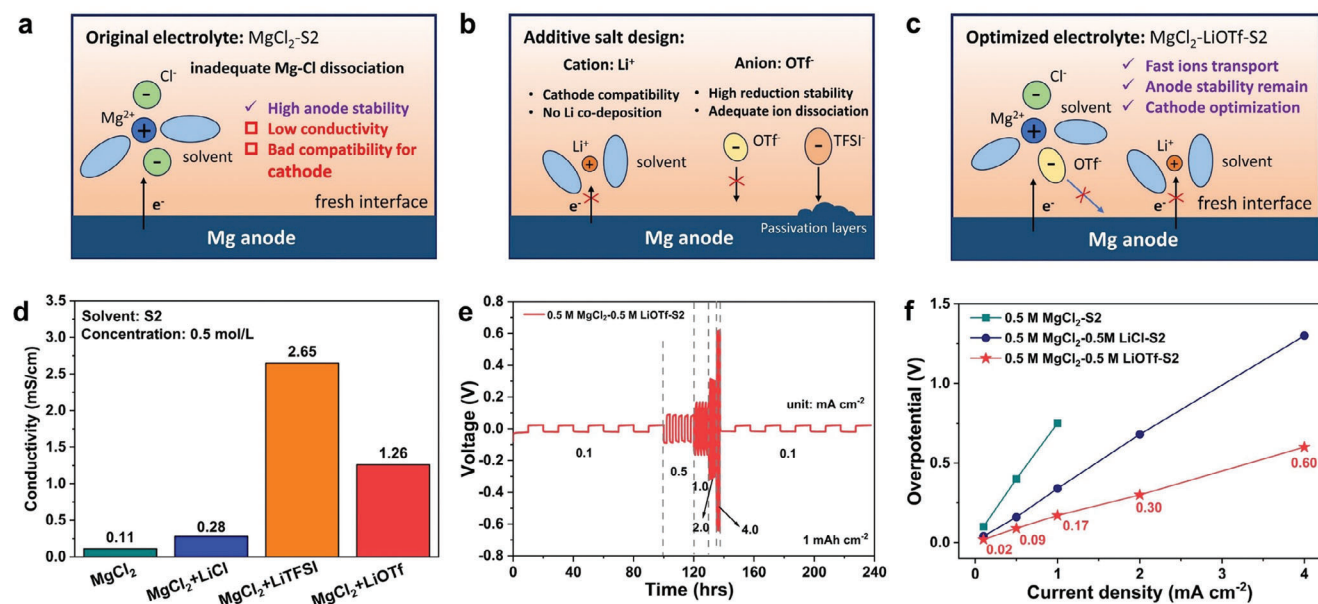 a
Original electrolyte: MgCl₂-S2
inadequate Mg-Cl dissociation
Cl⁻
Mg²⁺
+
-
-
solvent
✓ High anode stability
☐ Low conductivity
☐ Bad compatibility for
cathode
e⁻
fresh interface
Mg anode
b
Additive salt design:
Cation: Li⁺
• Cathode compatibility
• No Li co-deposition
Anion: OTf⁻
• High reduction stability
• Adequate ion dissociation
Li⁺
+
solvent
e⁻
- OTf⁻
- TFSI⁻
Passivation layers
Mg anode
c
Optimized electrolyte: MgCl₂-LiOTf-S2
✓ Fast ions transport
✓ Anode stability remain
✓ Cathode optimization
Cl⁻
-
Mg²⁺
+
solvent
-
OTf⁻
Li⁺
+
solvent
e⁻
e⁻
fresh interface
Mg anode
d
Solvent: S2
Concentration: 0.5 mol/L
Conductivity (mS/cm)
3.5
3.0
2.5
2.0
1.5
1.0
0.5
0.0
0.11
0.28
2.65
1.26
MgCl₂
MgCl₂+LiCl
MgCl₂+LiTFSI
MgCl₂+LiOTf
e
0.5 M MgCl₂-0.5 M LiOTf-S2
unit: mA cm⁻²
Voltage (V)
0.8
0.6
0.4
0.2
0.0
-0.2
-0.4
-0.6
-0.8
0.1
0.5
1.0
2.0
4.0
0.1
1 mAh cm⁻²
0 40 80 120 160 200 240
Time (hrs)
f
0.5 M MgCl₂-S2
0.5 M MgCl₂-0.5M LiCl-S2
0.5 M MgCl₂-0.5 M LiOTf-S2
Overpotential (V)
1.5
1.0
0.5
0.0
0.02
0.09
0.17
0.30
0.60
0 1 2 3 4
Current density (mA cm⁻²